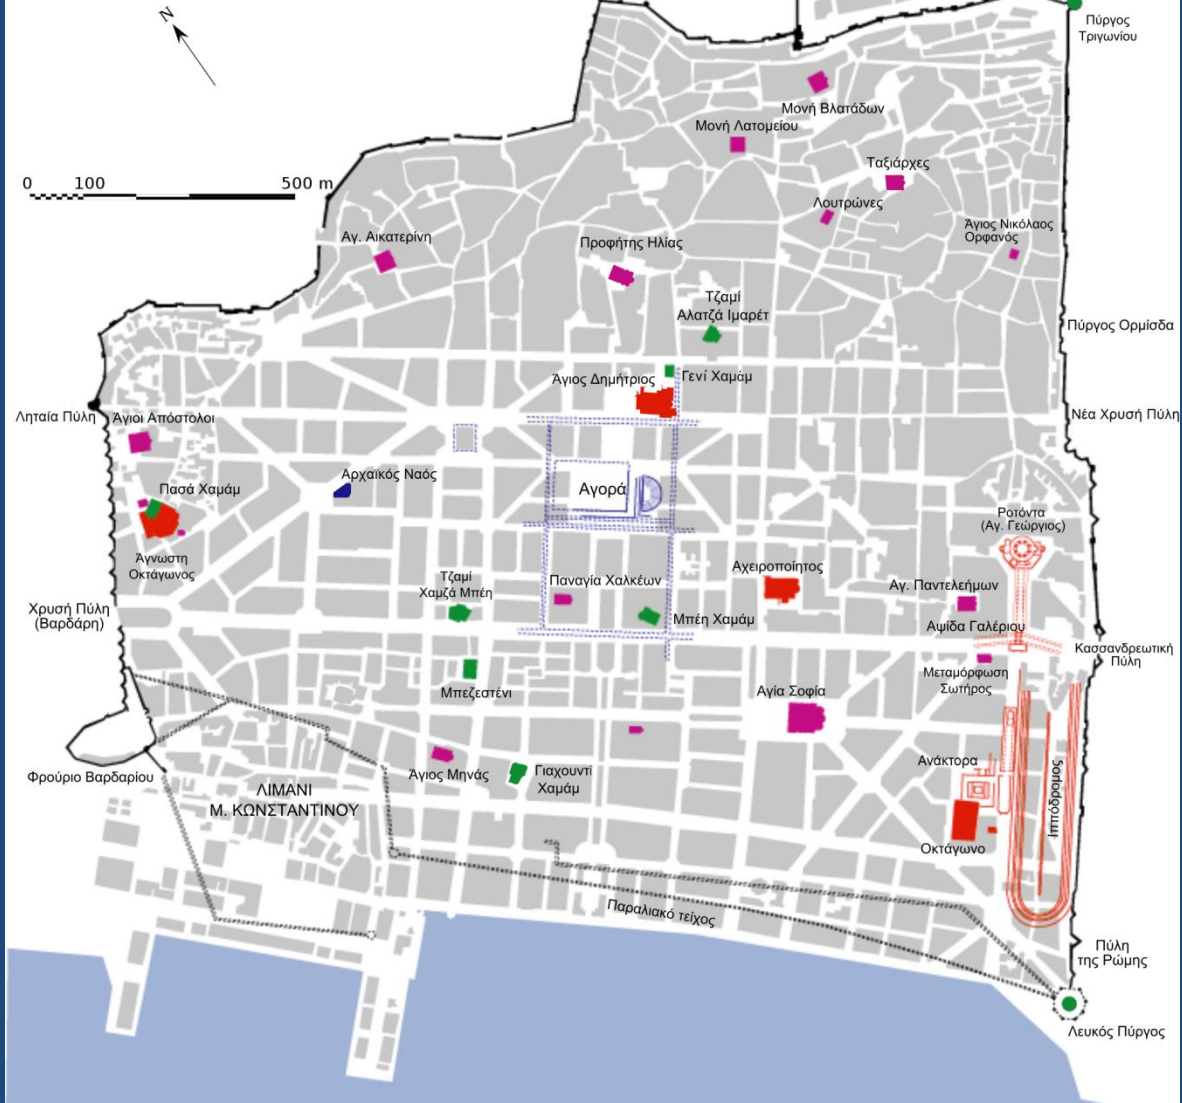 Πύργος
Τριγωνίου
N
Μονή Βλατάδων
Μονή Λατομείου
Ταξιάρχες
0 100 500 m
Λουτρώνες
Άγιος Νικόλαος
Ορφανός
Αγ. Αικατερίνη
Προφήτης Ηλίας
Τζαμί
Αλατζά Ιμαρέτ
Πύργος Ορμίσδα
Άγιος Δημήτριος
Γενί Χαμάμ
Ληταία Πύλη
Άγιοι Απόστολοι
Νέα Χρυσή Πύλη
Αρχαϊκός Ναός
Πασά Χαμάμ
Αγορά
Ροτόντα
(Αγ. Γεώργιος)
Άγνωστη
Οκτάγωνος
Τζαμί
Χαμζά Μπέη
Παναγία Χαλκέων
Αχειροποίητος
Αγ. Παντελεήμων
Χρυσή Πύλη
(Βαρδάρη)
Μπέη Χαμάμ
Αψίδα Γαλέριου
Κασσανδρεωτική
Πύλη
Μεταμόρφωση
Σωτήρος
Μπεζεστένι
Αγία Σοφία
Φρούριο Βαρδαρίου
Άγιος Μηνάς
Γιαχουντί
Χαμάμ
Ανάκτορα
Ιππόδρομος
ΛΙΜΑΝΙ
Μ. ΚΩΝΣΤΑΝΤΙΝΟΥ
Οκτάγωνο
Παραλιακό τείχος
Πύλη
της Ρώμης
Λευκός Πύργος